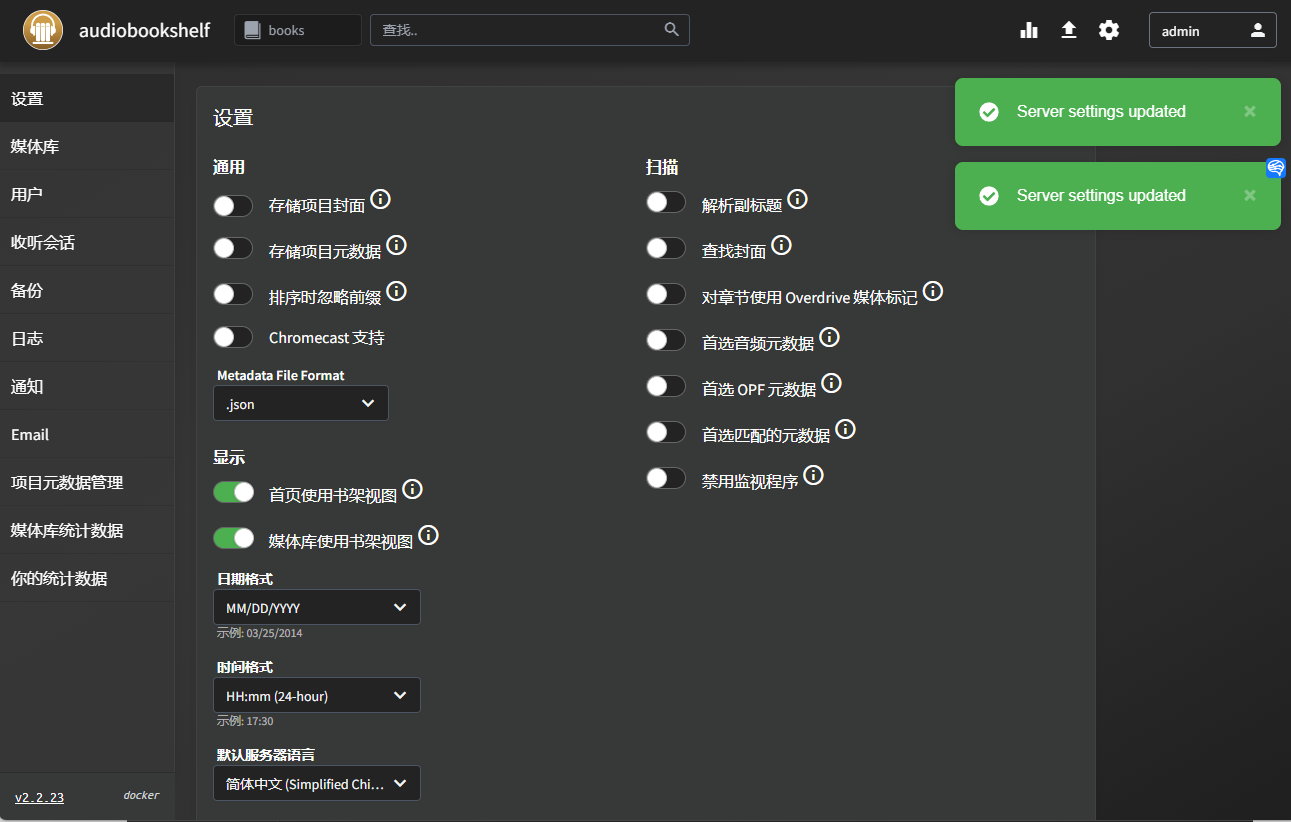 audiobookshelf
books
查找..
admin
设置
媒体库
用户
收听会话
备份
日志
通知
Email
项目元数据管理
媒体库统计数据
你的统计数据
v2.2.23
docker
设置
通用
存储项目封面
存储项目元数据
排序时忽略前缀
Chromecast 支持
Metadata File Format
.json
显示
首页使用书架视图
媒体库使用书架视图
日期格式
MM/DD/YYYY
示例: 03/25/2014
时间格式
HH:mm (24-hour)
示例: 17:30
默认服务器语言
简体中文 (Simplified Chi...
扫描
解析副标题
查找封面
对章节使用 Overdrive 媒体标记
首选音频元数据
首选 OPF 元数据
首选匹配的元数据
禁用监视程序
Server settings updated
Server settings updated